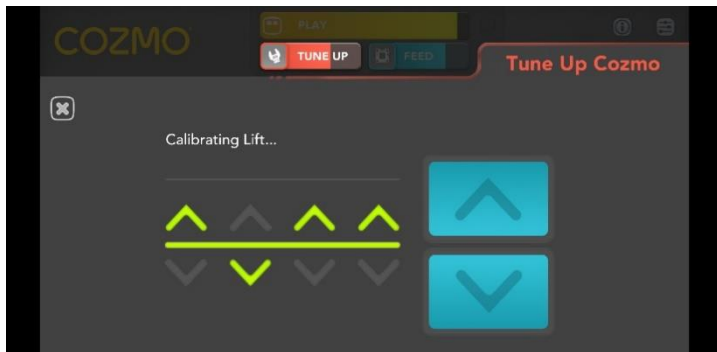 COZMO
PLAY
TUNE UP
FEED
Tune Up Cozmo
Calibrating Lift...